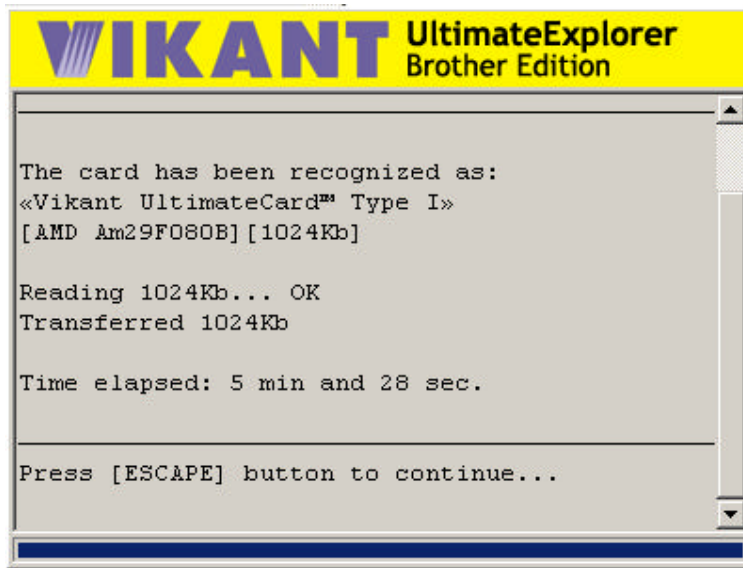 VIKANT UltimateExplorer
Brother Edition
The card has been recognized as:
«Vikant UltimateCard™ Type I»
[AMD Am29F080B][1024Kb]
Reading 1024Kb... OK
Transferred 1024Kb
Time elapsed: 5 min and 28 sec.
Press [ESCAPE] button to continue...